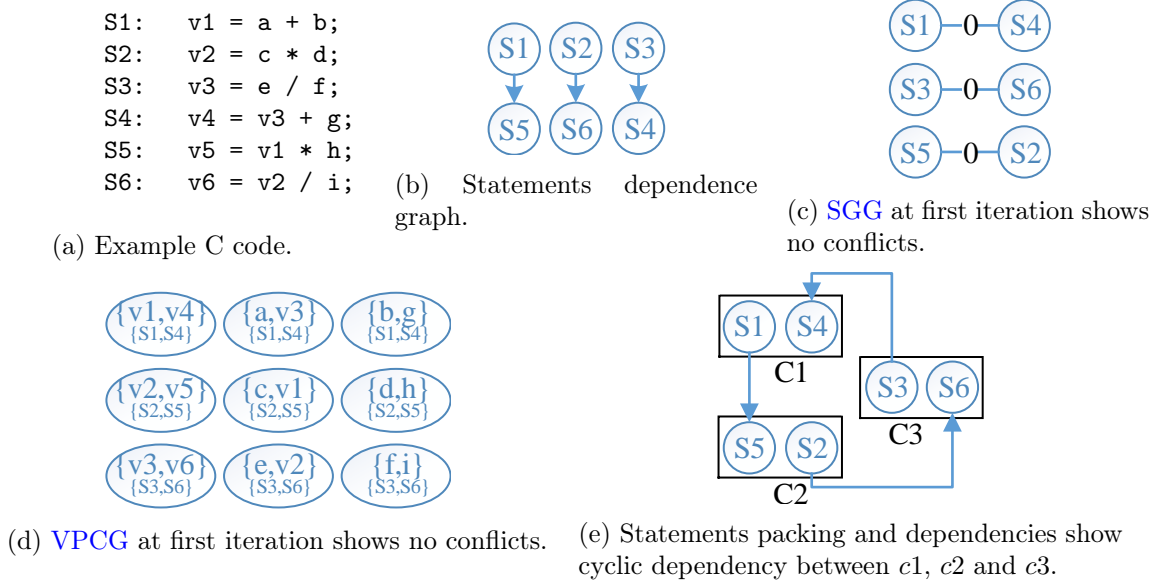 S1: v1 = a + b;
S2: v2 = c * d;
S3: v3 = e / f;
S4: v4 = v3 + g;
S5: v5 = v1 * h;
S6: v6 = v2 / i;
(a) Example C code.
S1 S2 S3
S5 S6 S4
(b) Statements dependence
graph.
S1 0 S4
S3 0 S6
S5 0 S2
(c) SGG at first iteration shows
no conflicts.
{v1,v4} {a,v3} {b,g}
{S1,S4} {S1,S4} {S1,S4}
{v2,v5} {c,v1} {d,h}
{S2,S5} {S2,S5} {S2,S5}
{v3,v6} {e,v2} {f,i}
{S3,S6} {S3,S6} {S3,S6}
(d) VPCG at first iteration shows no conflicts.
S1 S4
C1
S3 S6
C3
S5 S2
C2
(e) Statements packing and dependencies show
cyclic dependency between c1, c2 and c3.